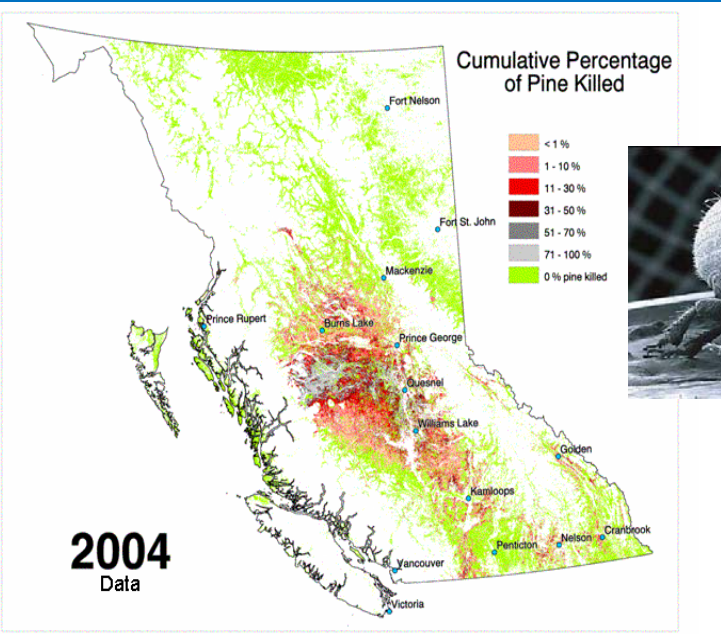 Cumulative Percentage
of Pine Killed
Fort Nelson
< 1 %
1 - 10 %
11 - 30 %
31 - 50 %
51 - 70 %
71 - 100 %
0 % pine killed
Fort St. John
Mackenzie
Prince Rupert
Burns Lake
Prince George
Quesnel
Williams Lake
Golden
Kamloops
Cranbrook
Nelson
Penticton
2004
Data
Vancouver
Victoria